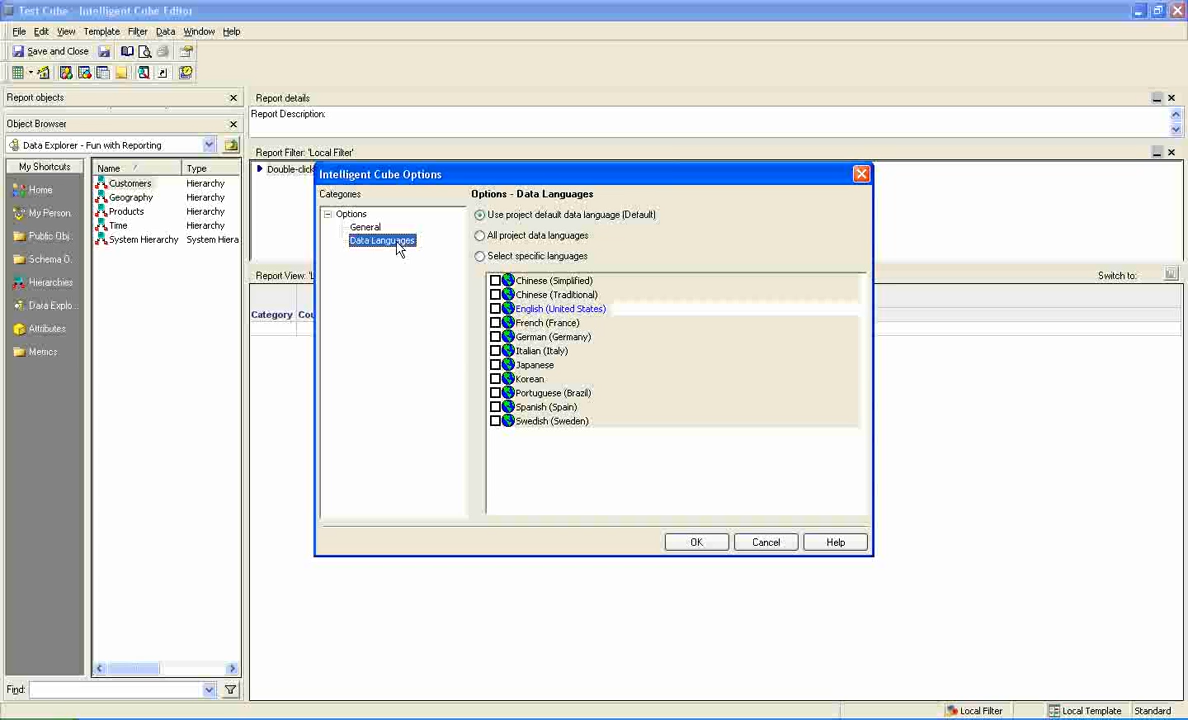 Test Cube - Intelligent Cube Editor
File Edit View Template Filter Data Window Help
Save and Close
Report objects
Object Browser
Data Explorer - Fun with Reporting
My Shortcuts
Home
My Person.
Public Obj.
Schema O.
Hierarchies
Data Explo..
Attributes
Metrics
Name / Type
Customers Hierarchy
Geography Hierarchy
Products Hierarchy
Time Hierarchy
System Hierarchy System Hiera
Find:
Report details
Report Description:
Report Filter: 'Local Filter'
Double-click
Report View: 'L
Switch to:
Category Cou
Intelligent Cube Options
Categories
Options
General
Data Languages
Options - Data Languages
Use project default data language (Default)
All project data languages
Select specific languages
Chinese (Simplified)
Chinese (Traditional)
English (United States)
French (France)
German (Germany)
Italian (Italy)
Japanese
Korean
Portuguese (Brazil)
Spanish (Spain)
Swedish (Sweden)
OK Cancel Help
Local Filter Local Template Standard